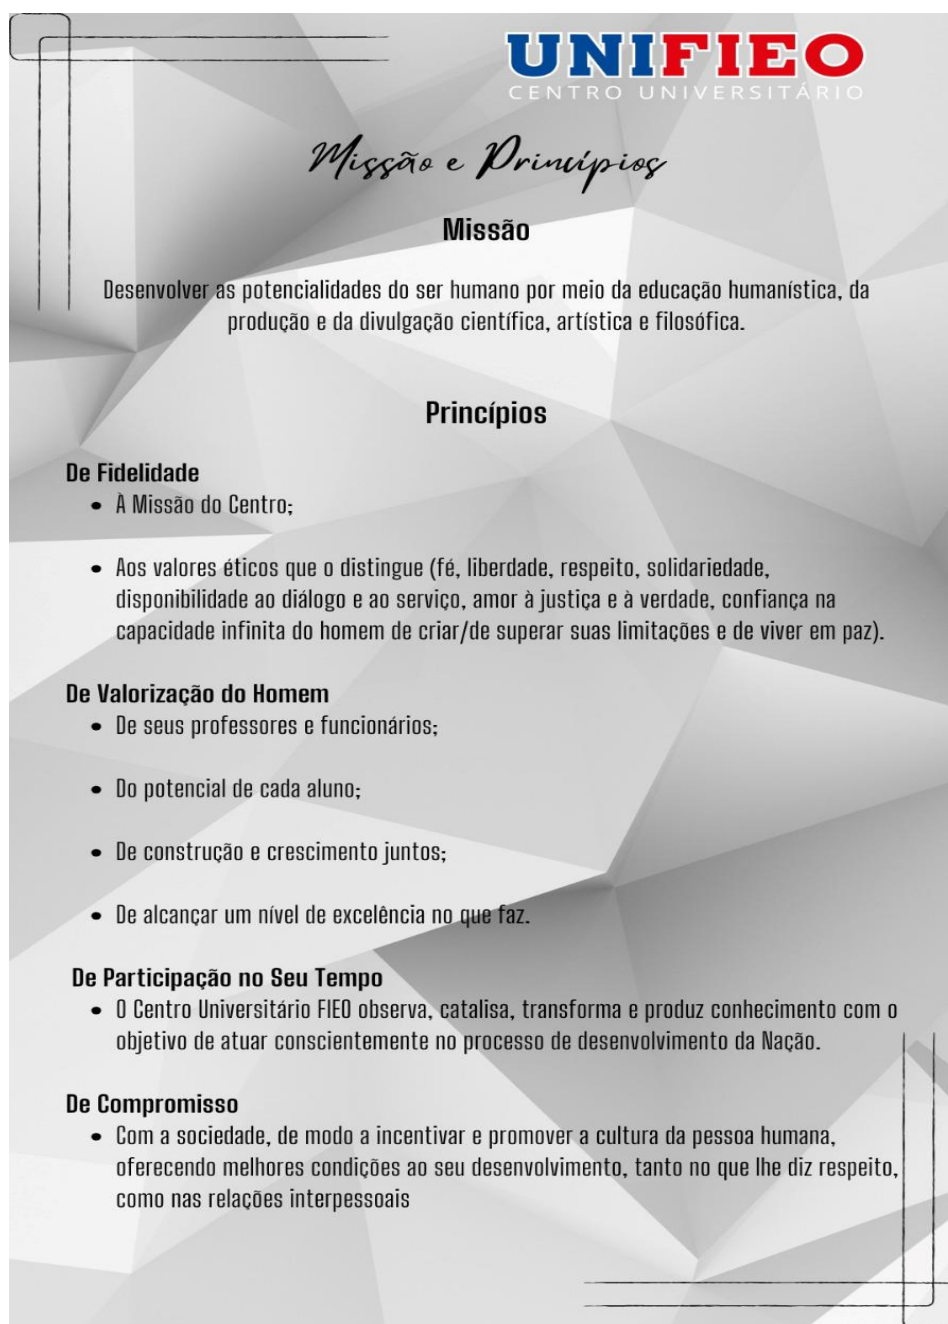 UNIFIEO
CENTRO UNIVERSITÁRIO
Missão e Princípios
Missão
Desenvolver as potencialidades do ser humano por meio da educação humanística, da
produção e da divulgação científica, artística e filosófica.
Princípios
De Fidelidade
• À Missão do Centro;
• Aos valores éticos que o distingue (fé, liberdade, respeito, solidariedade,
disponibilidade ao diálogo e ao serviço, amor à justiça e à verdade, confiança na
capacidade infinita do homem de criar/de superar suas limitações e de viver em paz).
De Valorização do Homem
• De seus professores e funcionários;
• Do potencial de cada aluno;
• De construção e crescimento juntos;
• De alcançar um nível de excelência no que faz.
De Participação no Seu Tempo
• O Centro Universitário FIEO observa, catalisa, transforma e produz conhecimento com o
objetivo de atuar conscientemente no processo de desenvolvimento da Nação.
De Compromisso
• Com a sociedade, de modo a incentivar e promover a cultura da pessoa humana,
oferecendo melhores condições ao seu desenvolvimento, tanto no que lhe diz respeito,
como nas relações interpessoais